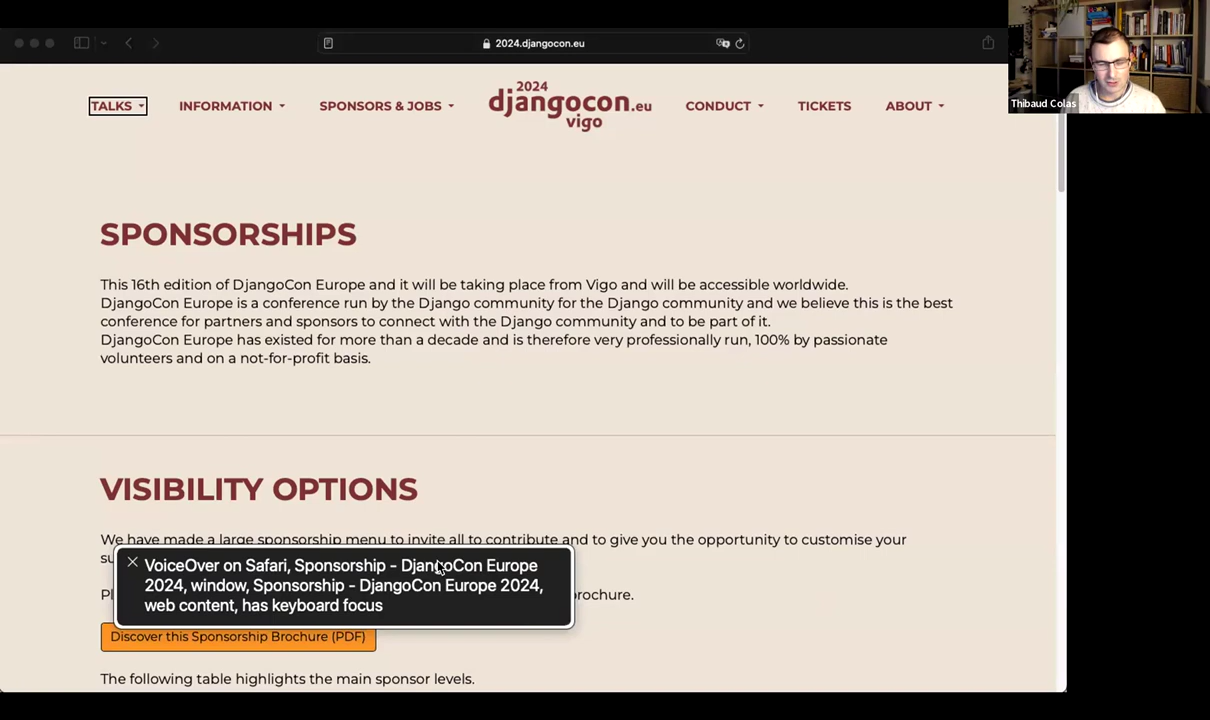 2024.djangocon.eu
Thibaud Colas
TALKS
INFORMATION
SPONSORS & JOBS
2024
djangocon.eu
vigo
CONDUCT
TICKETS
ABOUT
SPONSORSHIPS
This 16th edition of DjangoCon Europe and it will be taking place from Vigo and will be accessible worldwide.
DjangoCon Europe is a conference run by the Django community for the Django community and we believe this is the best
conference for partners and sponsors to connect with the Django community and to be part of it.
DjangoCon Europe has existed for more than a decade and is therefore very professionally run, 100% by passionate
volunteers and on a not-for-profit basis.
VISIBILITY OPTIONS
We have made a large sponsorship menu to invite all to contribute and to give you the opportunity to customise your
VoiceOver on Safari, Sponsorship - DjangoCon Europe
2024, window, Sponsorship - DjangoCon Europe 2024,
web content, has keyboard focus
Discover this Sponsorship Brochure (PDF)
The following table highlights the main sponsor levels.